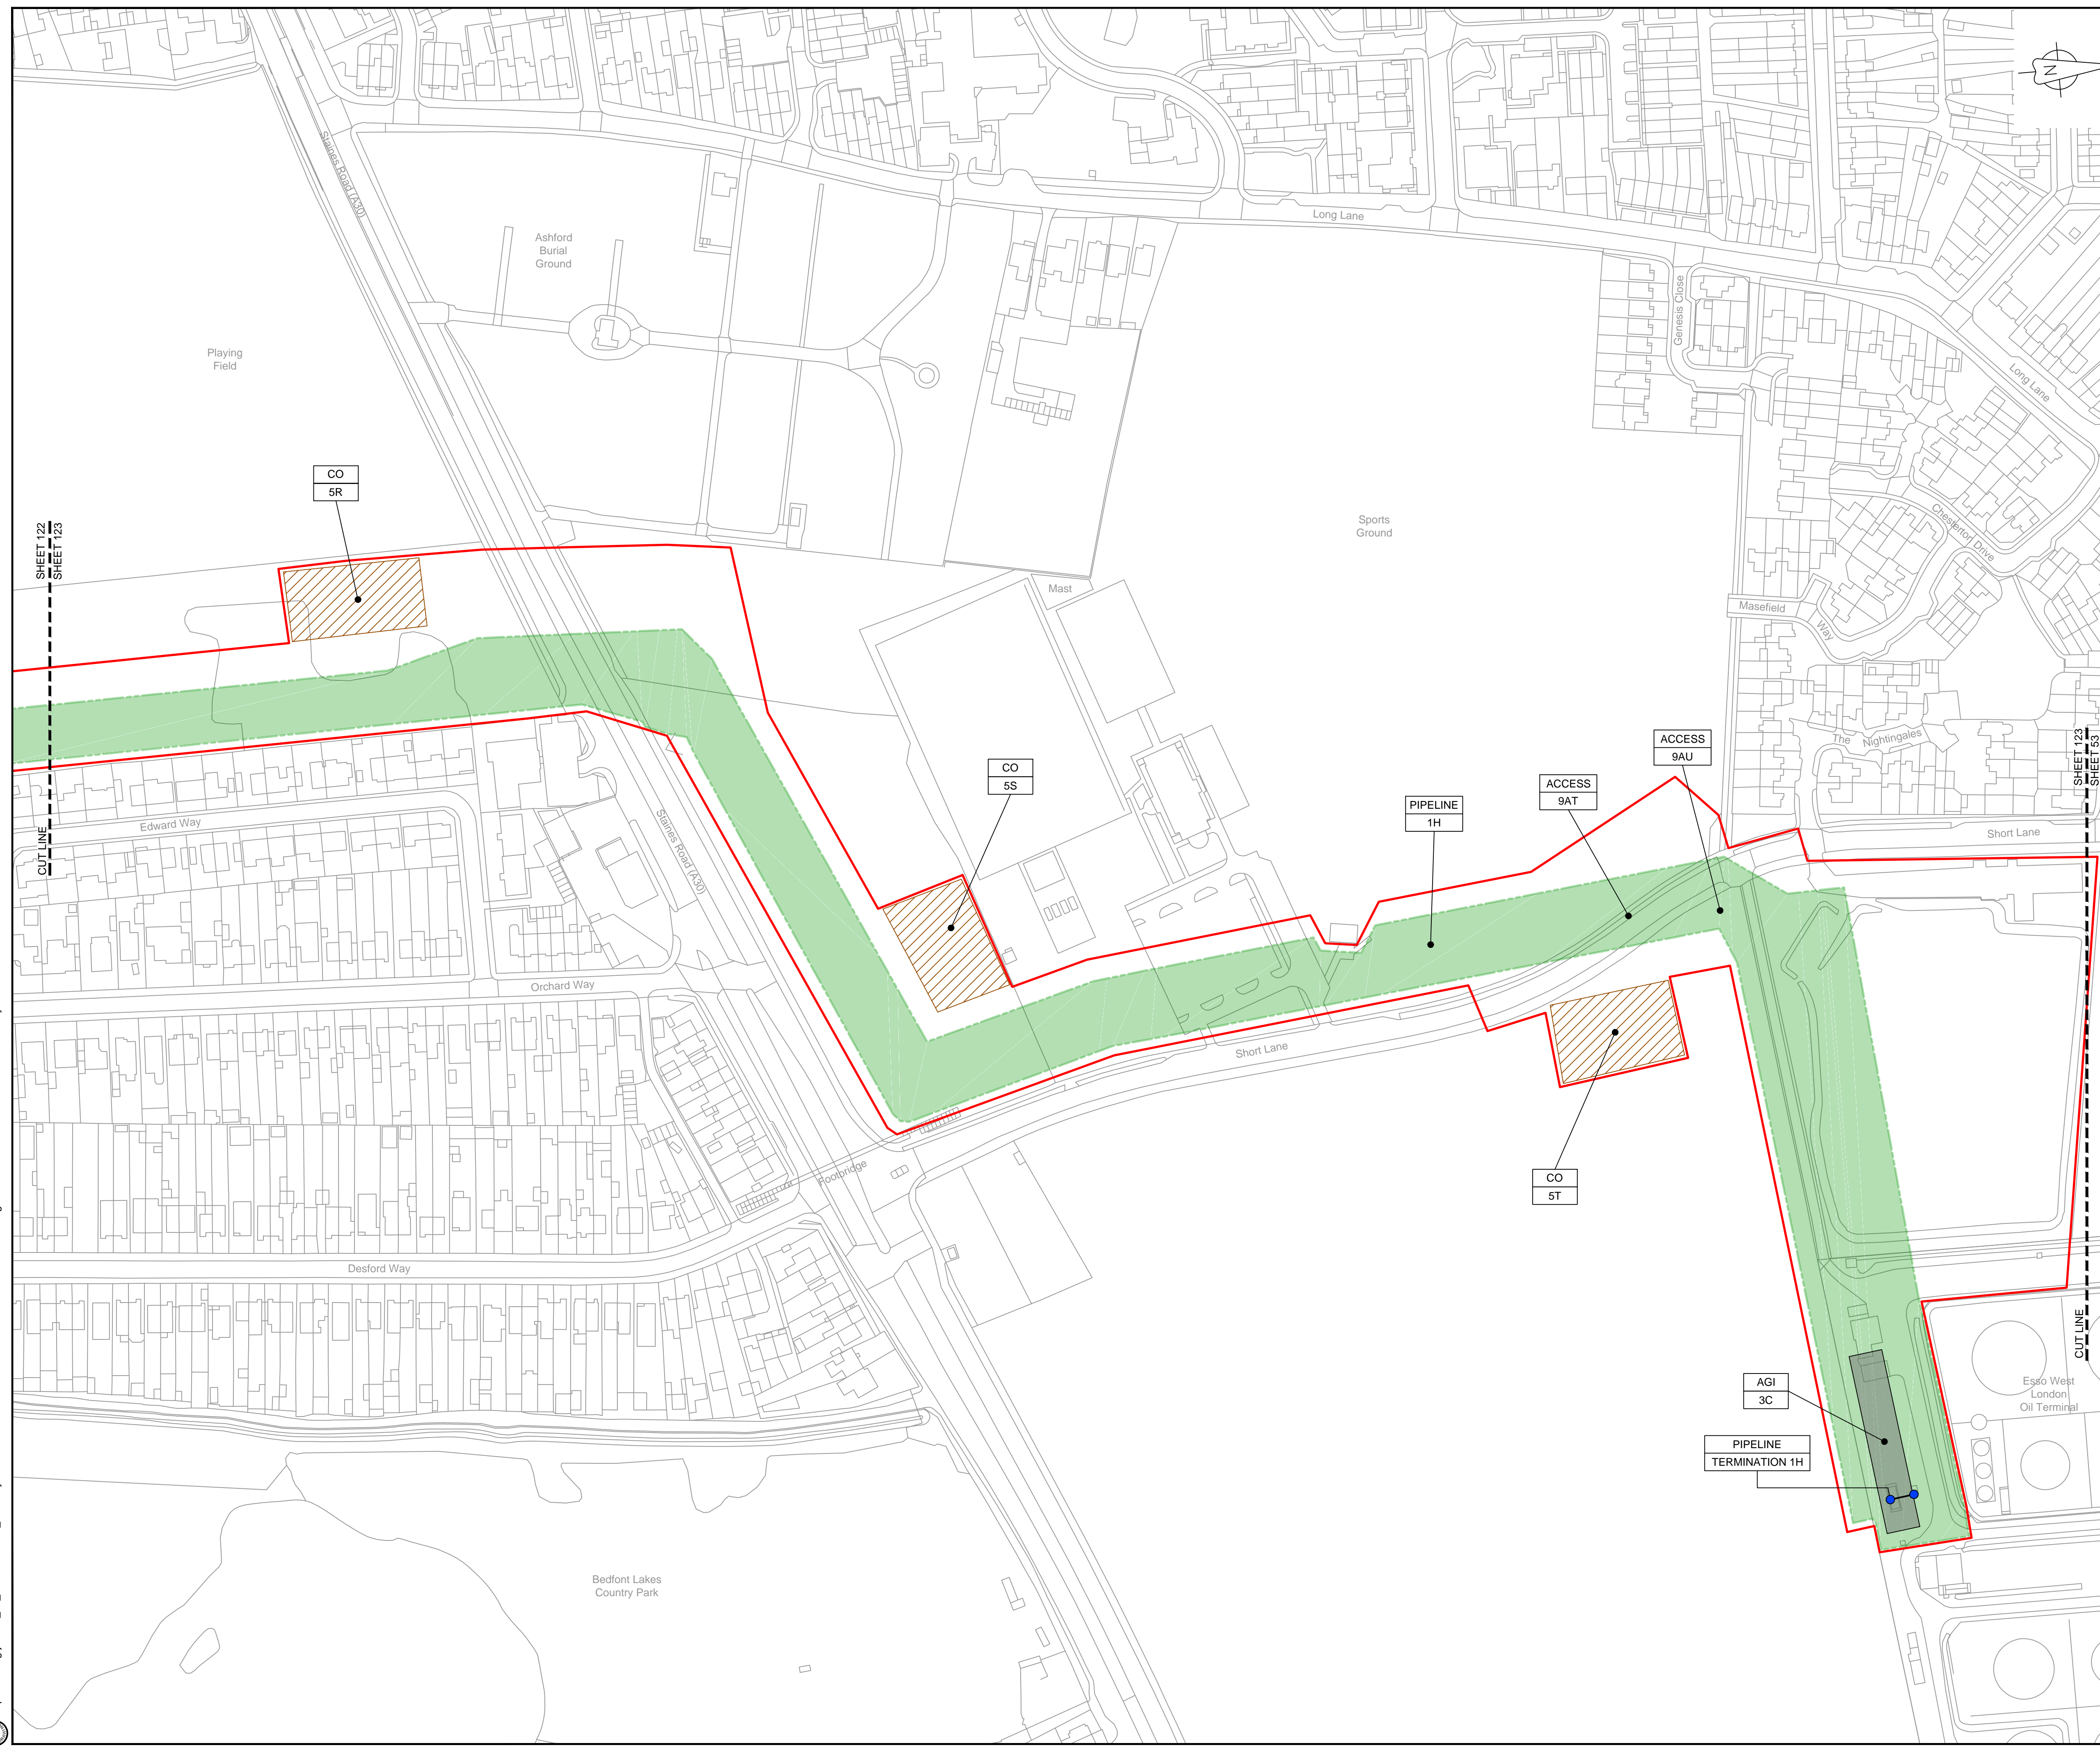 N
Staines Road (A30)
Ashford
Burial
Ground
Long Lane
Genesis Close
Long Lane
Playing
Field
CO
5R
SHEET 122
SHEET 123
CUT LINE
Sports
Ground
Chesterton Drive
Mast
Masefield
Way
The Nightingales
ACCESS
9AU
ACCESS
9AT
PIPELINE
1H
CO
5S
SHEET 123
SHEET 53
Short Lane
Edward Way
Staines Road (A30)
Orchard Way
Short Lane
Footbridge
CO
5T
Desford Way
CUT LINE
AGI
3C
Esso West
London
Oil Terminal
PIPELINE
TERMINATION 1H
Bedfont Lakes
Country Park